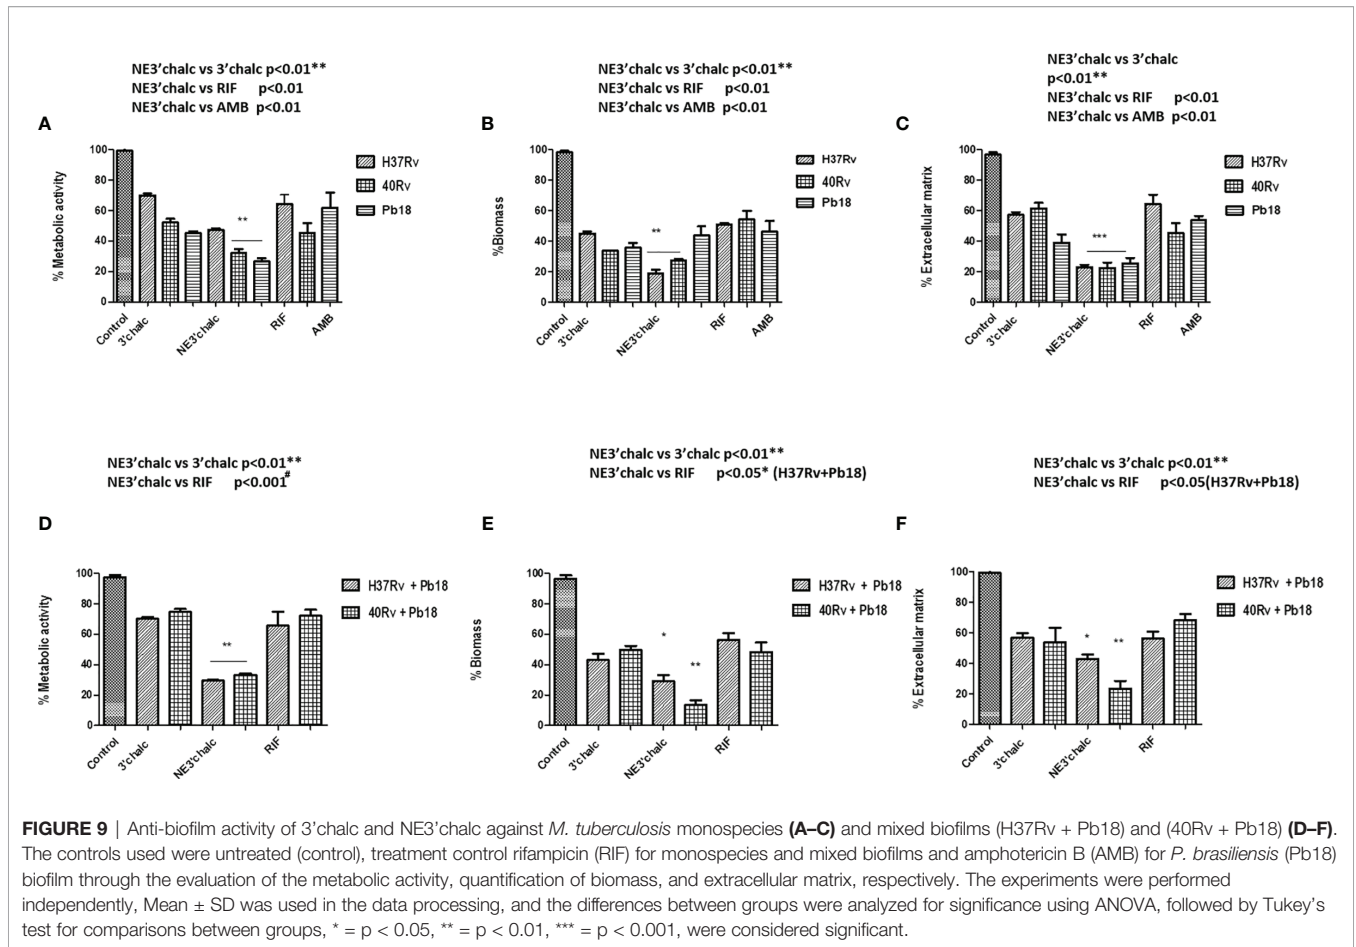 NE3'chalc vs 3'chalc p<0.01**
NE3'chalc vs RIF p<0.01
NE3'chalc vs AMB p<0.01
A
% Metabolic activity
100
80
60
40
20
0
**
Control
3'chalc
NE3'chalc
RIF
AMB
H37Rv
40Rv
Pb18
NE3'chalc vs 3'chalc p<0.01**
NE3'chalc vs RIF p<0.01
NE3'chalc vs AMB p<0.01
B
%Biomass
100
80
60
40
20
0
**
Control
3'chalc
NE3'chalc
RIF
AMB
H37Rv
40Rv
Pb18
NE3'chalc vs 3'chalc
p<0.01**
NE3'chalc vs RIF p<0.01
NE3'chalc vs AMB p<0.01
C
% Extracellular matrix
100
80
60
40
20
0
***
Control
3'chalc
NE3'chalc
RIF
AMB
H37Rv
40Rv
Pb18
NE3'chalc vs 3'chalc p<0.01**
NE3'chalc vs RIF p<0.001#
D
% Metabolic activity
100
80
60
40
20
0
**
Control
3'chalc
NE3'chalc
RIF
H37Rv + Pb18
40Rv + Pb18
NE3'chalc vs 3'chalc p<0.01**
NE3'chalc vs RIF p<0.05* (H37Rv+Pb18)
E
% Biomass
100
80
60
40
20
0
*
**
Control
3'chalc
NE3'chalc
RIF
H37Rv + Pb18
40Rv + Pb18
NE3'chalc vs 3'chalc p<0.01**
NE3'chalc vs RIF p<0.05(H37Rv+Pb18)
F
% Extracellular matrix
100
80
60
40
20
0
*
**
Control
3'chalc
NE3'chalc
RIF
H37Rv + Pb18
40Rv + Pb18
FIGURE 9 | Anti-biofilm activity of 3'chalc and NE3'chalc against M. tuberculosis monospecies (A–C) and mixed biofilms (H37Rv + Pb18) and (40Rv + Pb18) (D–F).
The controls used were untreated (control), treatment control rifampicin (RIF) for monospecies and mixed biofilms and amphotericin B (AMB) for P. brasiliensis (Pb18)
biofilm through the evaluation of the metabolic activity, quantification of biomass, and extracellular matrix, respectively. The experiments were performed
independently, Mean ± SD was used in the data processing, and the differences between groups were analyzed for significance using ANOVA, followed by Tukey's
test for comparisons between groups, * = p < 0.05, ** = p < 0.01, *** = p < 0.001, were considered significant.